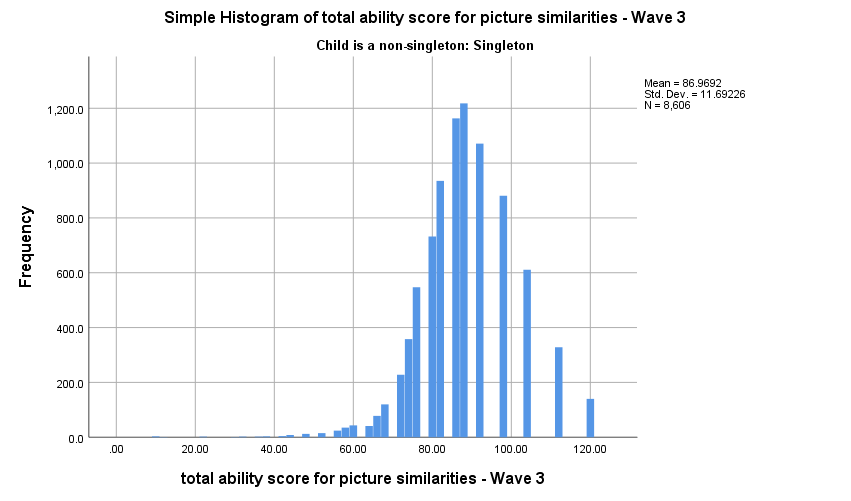 Simple Histogram of total ability score for picture similarities - Wave 3
Child is a non-singleton: Singleton
Mean = 86.9692
Std. Dev. = 11.69226
N = 8,606
1,200.0
1,000.0
800.0
600.0
400.0
200.0
0.0
Frequency
.00 20.00 40.00 60.00 80.00 100.00 120.00
total ability score for picture similarities - Wave 3